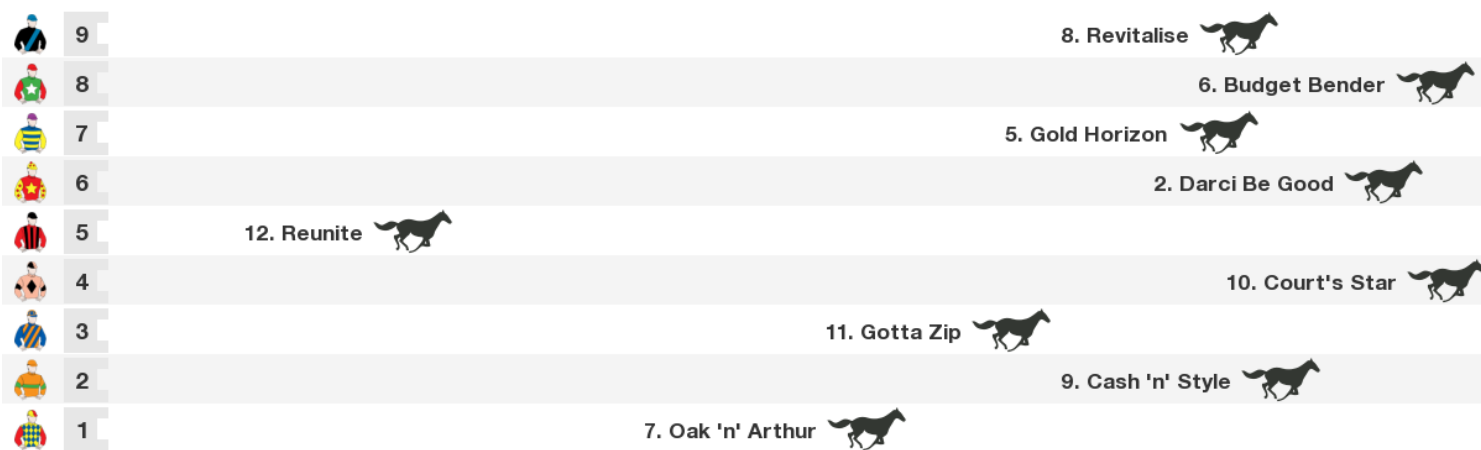 9 8. Revitalise
8 6. Budget Bender
7 5. Gold Horizon
6 2. Darci Be Good
5 12. Reunite
4 10. Court's Star
3 11. Gotta Zip
2 9. Cash 'n' Style
1 7. Oak 'n' Arthur